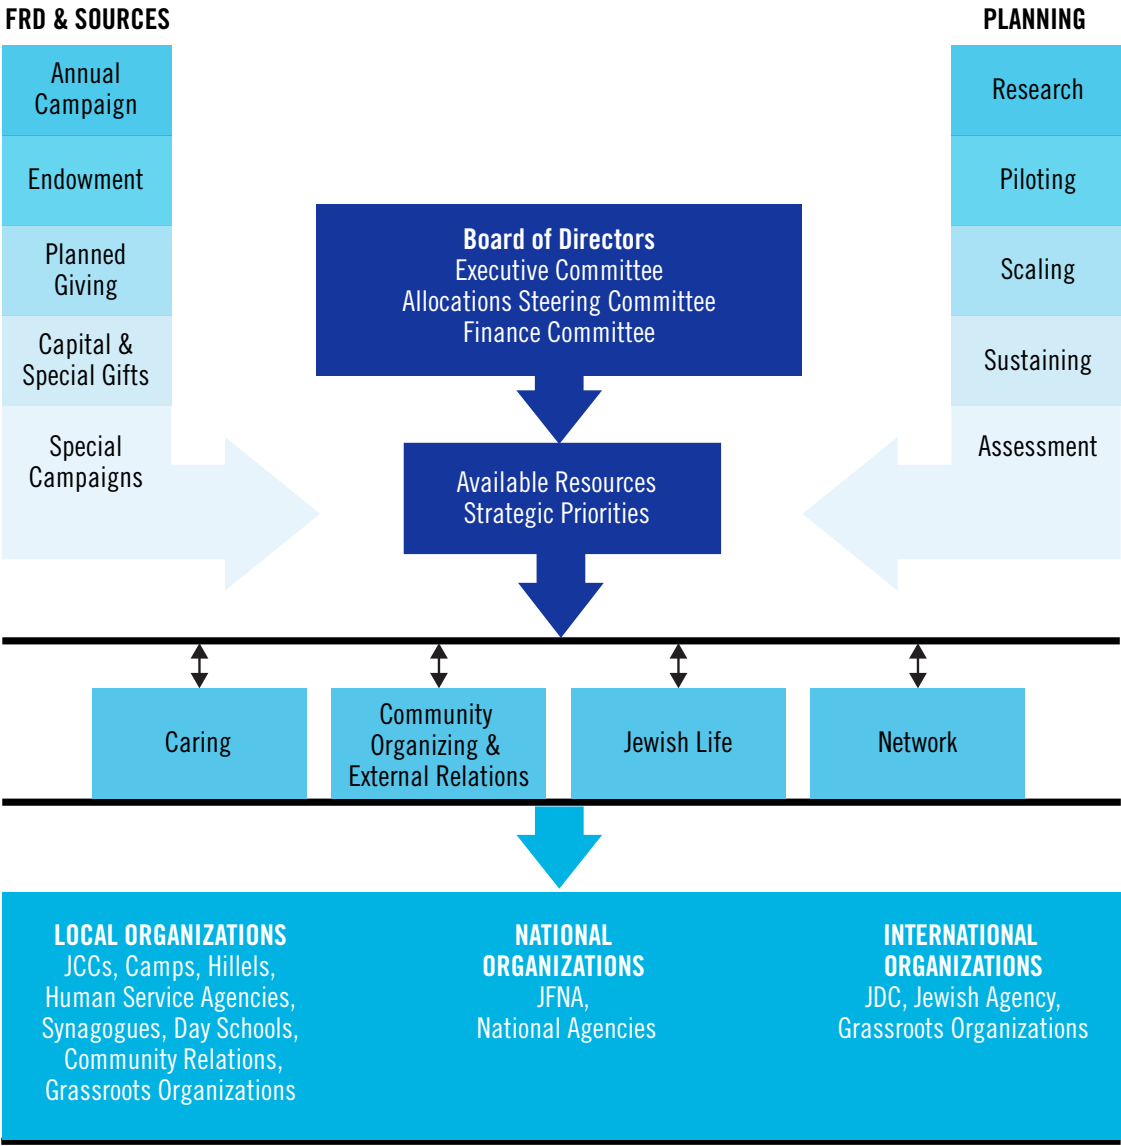 FRD & SOURCES
Annual
Campaign
Endowment
Planned
Giving
Capital &
Special Gifts
Special
Campaigns
PLANNING
Research
Piloting
Scaling
Sustaining
Assessment
Board of Directors
Executive Committee
Allocations Steering Committee
Finance Committee
Available Resources
Strategic Priorities
Caring
Community
Organizing &
External Relations
Jewish Life
Network
LOCAL ORGANIZATIONS
JCCs, Camps, Hillels,
Human Service Agencies,
Synagogues, Day Schools,
Community Relations,
Grassroots Organizations
NATIONAL
ORGANIZATIONS
JFNA,
National Agencies
INTERNATIONAL
ORGANIZATIONS
JDC, Jewish Agency,
Grassroots Organizations